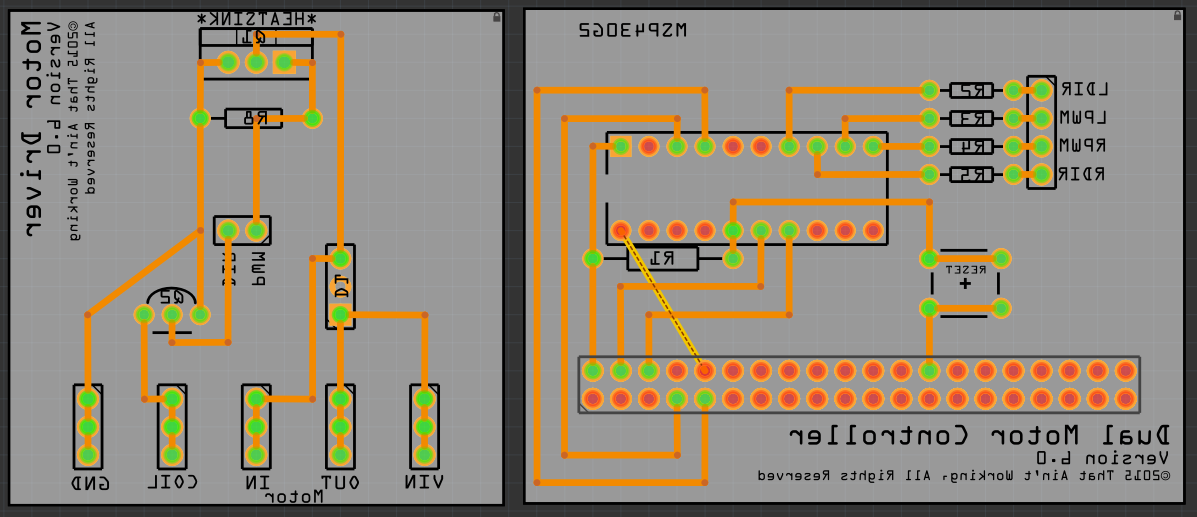 *HEATSINK*
Q1
Motor Driver
Version 6.0
©2015 That Ain't Working
All Rights Reserved
R8
DIR
PWM
D1
Q2
GND
COIL
IN
OUT
VIN
Motor
MSP430G2
R2
LDIR
R3
LPWM
R4
RPWM
R5
RDIR
R1
RESET
+
Dual Motor Controller
Version 6.0
©2015 That Ain't Working, All Rights Reserved